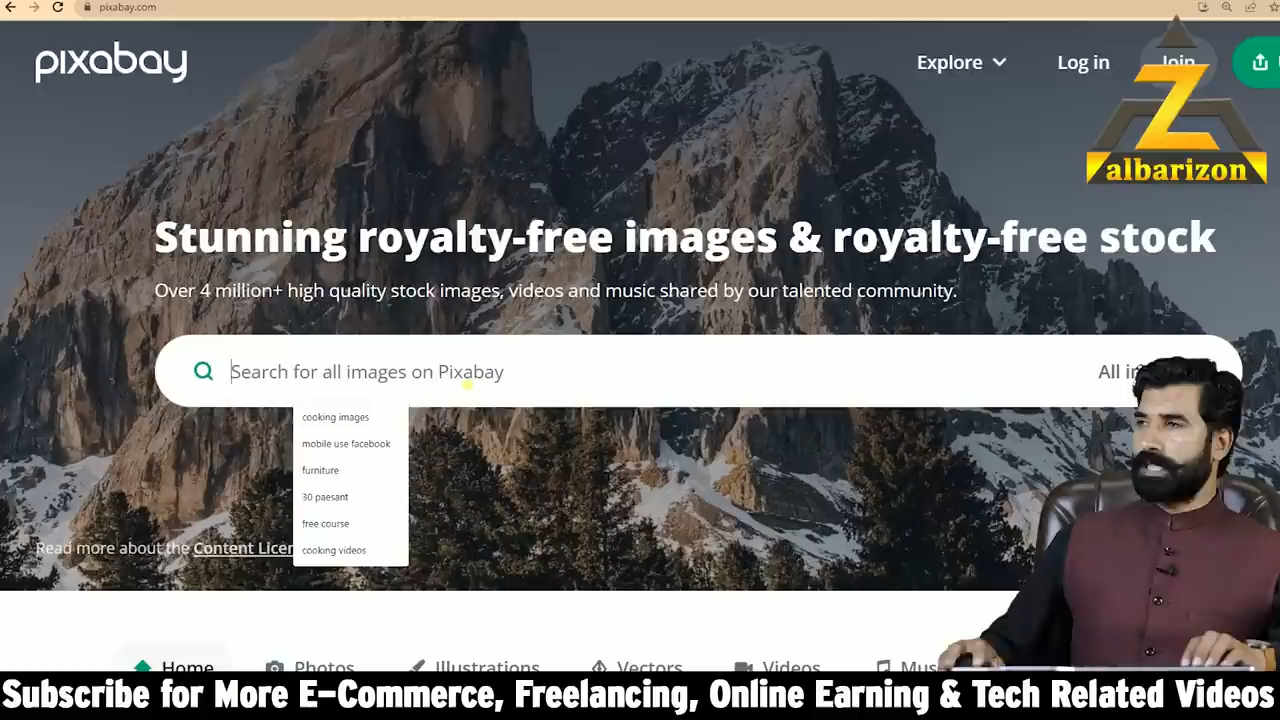 pixabay.com
pixabay
Explore
Log in
Join
Z
albarizon
Stunning royalty-free images & royalty-free stock
Over 4 million+ high quality stock images, videos and music shared by our talented community.
Search for all images on Pixabay
All
cooking images
mobile use facebook
furniture
30 paesant
free course
cooking videos
Read more about the Content Licen
Home
Photos
Illustrations
Vectors
Videos
Mus
Subscribe for More E-Commerce, Freelancing, Online Earning & Tech Related Videos